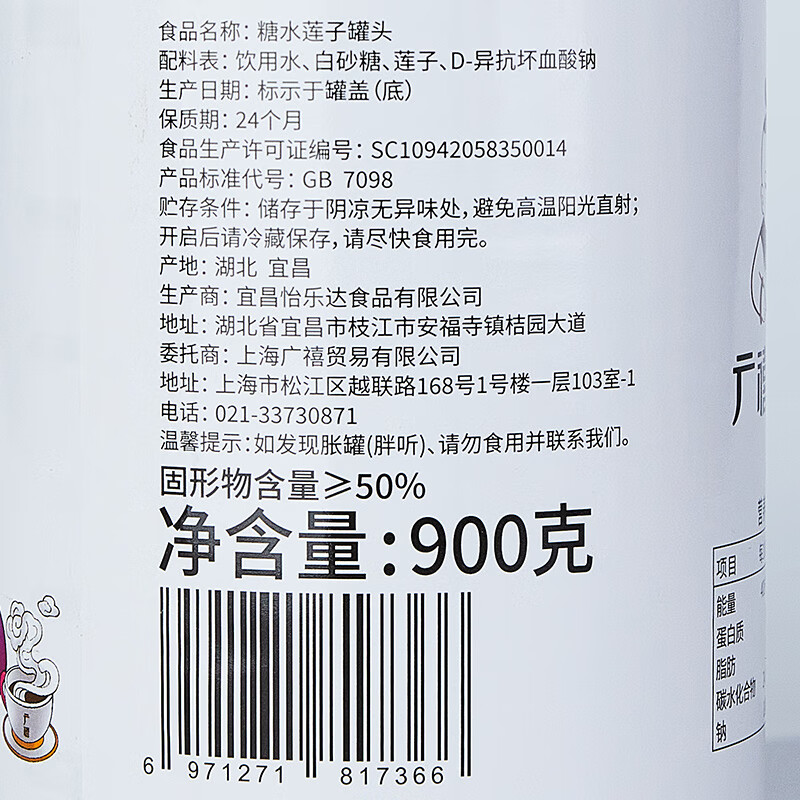 食品名称：糖水莲子罐头
配料表：饮用水、白砂糖、莲子、D-异抗坏血酸钠
生产日期：标示于罐盖（底）
保质期：24个月
食品生产许可证编号：SC10942058350014
产品标准代号：GB 7098
贮存条件：储存于阴凉无异味处，避免高温阳光直射；
开启后请冷藏保存，请尽快食用完。
产地：湖北 宜昌
生产商：宜昌怡乐达食品有限公司
地址：湖北省宜昌市枝江市安福寺镇桔园大道
委托商：上海广禧贸易有限公司
地址：上海市松江区越联路168号1号楼一层103室-1
电话：021-33730871
温馨提示：如发现胀罐(胖听)、请勿食用并联系我们。
固形物含量≥50%
净含量：900克
6 971271 817366
广禧
广
项目
能量
蛋白质
脂肪
碳水化合物
钠